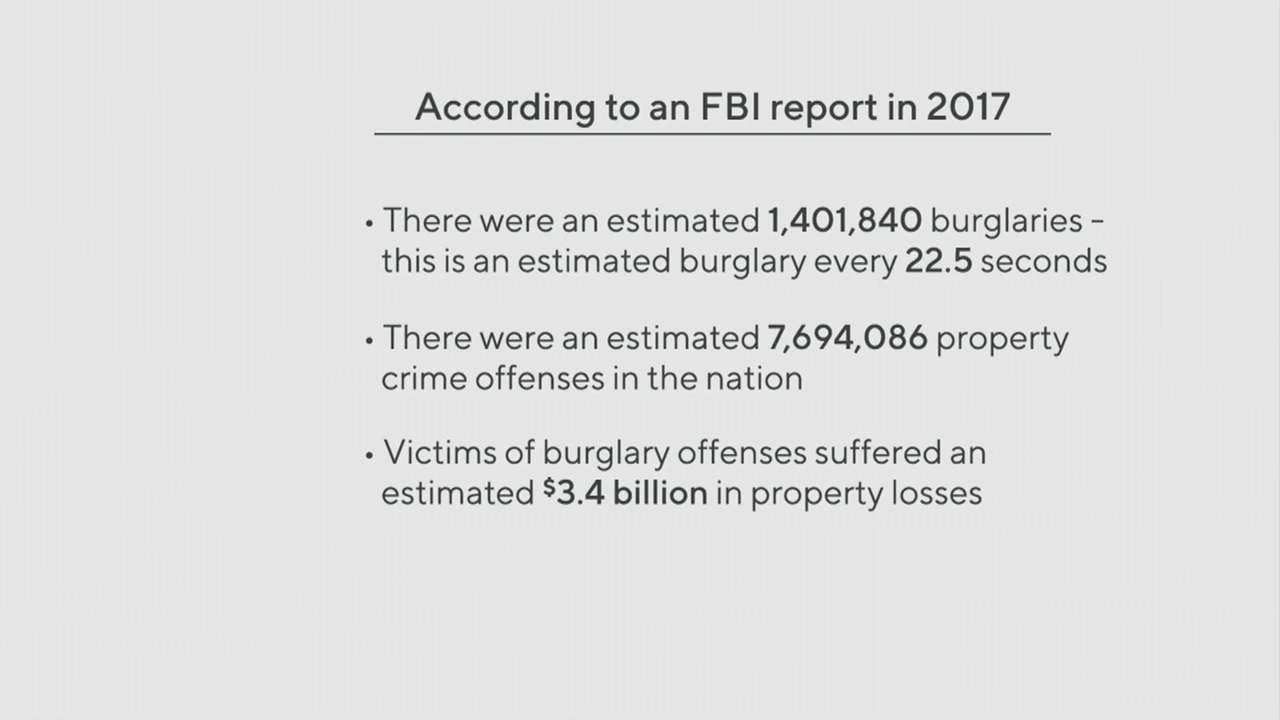 According to an FBI report in 2017
• There were an estimated 1,401,840 burglaries –
this is an estimated burglary every 22.5 seconds
• There were an estimated 7,694,086 property
crime offenses in the nation
• Victims of burglary offenses suffered an
estimated $3.4 billion in property losses